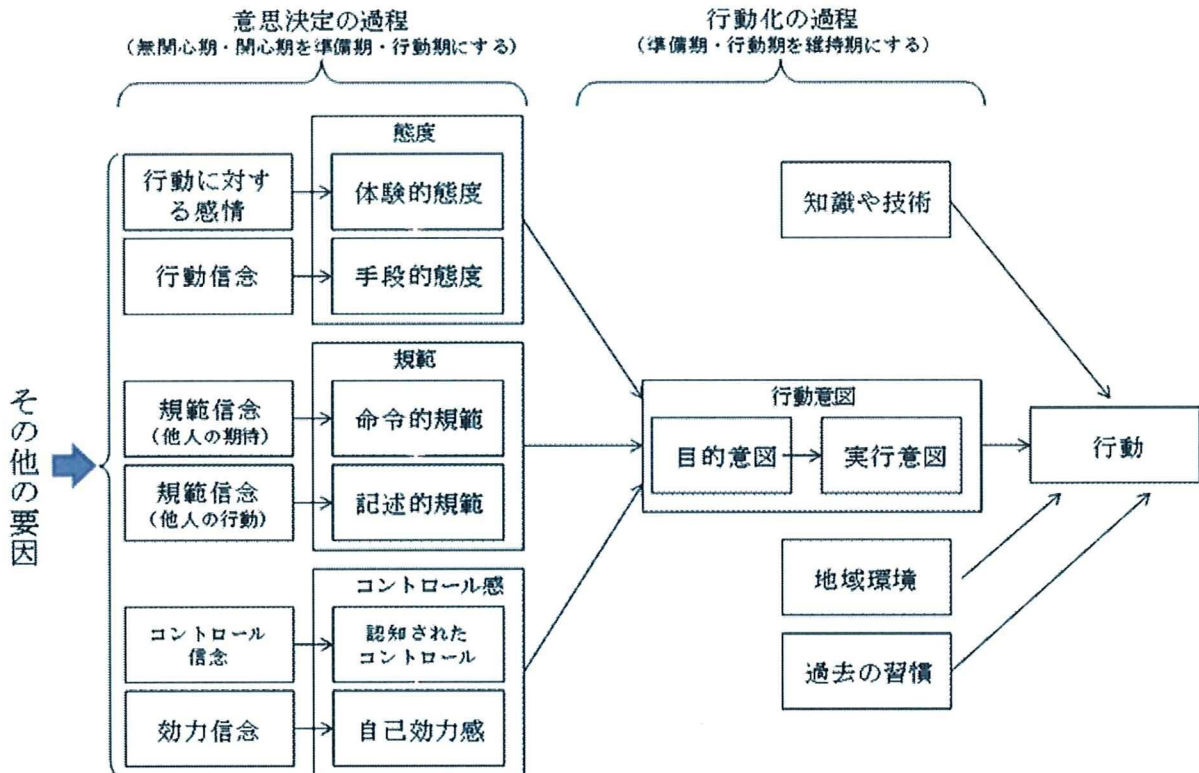 意思決定の過程
(無関心期・関心期を準備期・行動期にする)
行動化の過程
(準備期・行動期を維持期にする)
その他の要因
行動に対す
る感情
行動信念
規範信念
(他人の期待)
規範信念
(他人の行動)
コントロール
信念
効力信念
態度
体験的態度
手段的態度
規範
命令的規範
記述的規範
コントロール感
認知された
コントロール
自己効力感
行動意図
目的意図
実行意図
知識や技術
行動
地域環境
過去の習慣